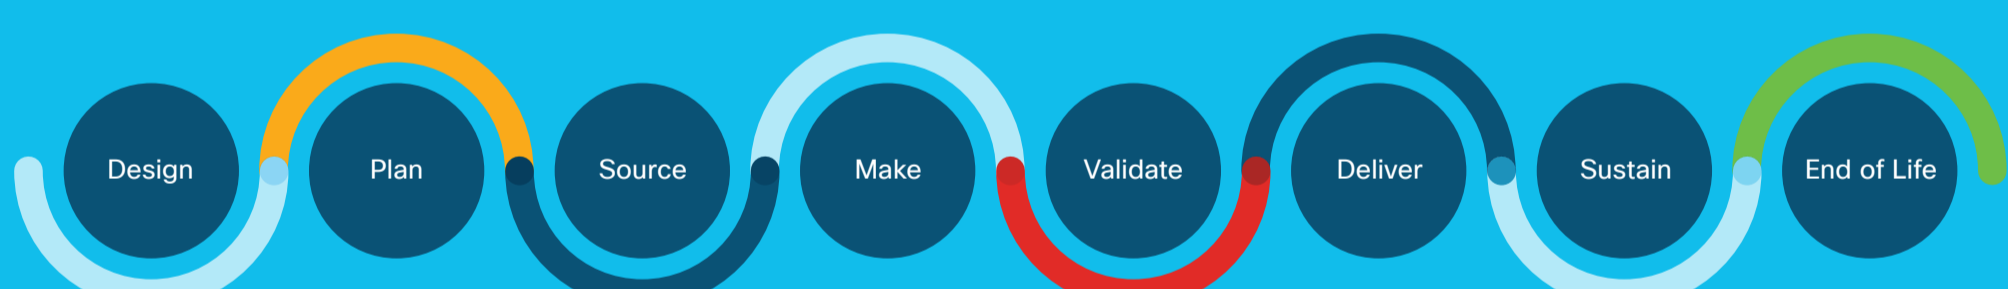 Design
Plan
Source
Make
Validate
Deliver
Sustain
End of Life